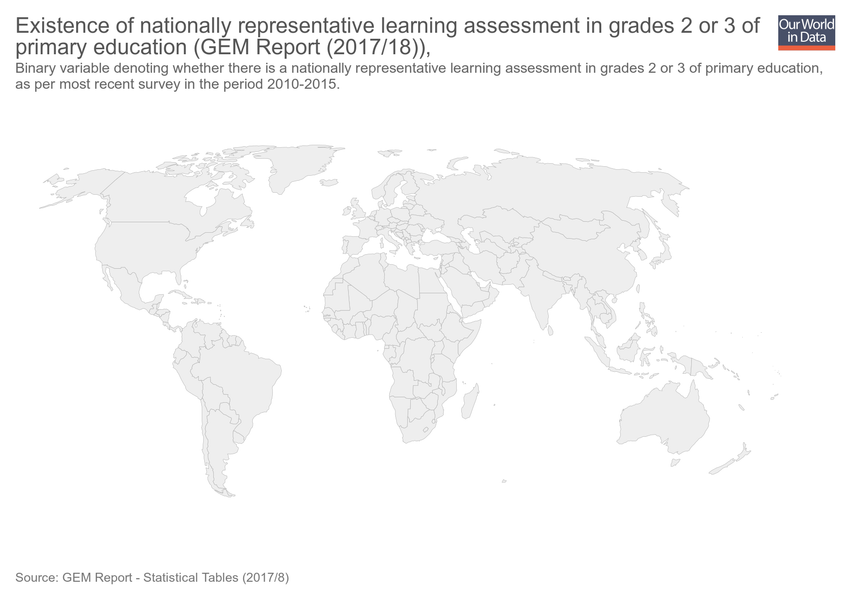 Existence of nationally representative learning assessment in grades 2 or 3 of
primary education (GEM Report (2017/18)),
Our World
in Data
Binary variable denoting whether there is a nationally representative learning assessment in grades 2 or 3 of primary education,
as per most recent survey in the period 2010-2015.
Source: GEM Report - Statistical Tables (2017/8)